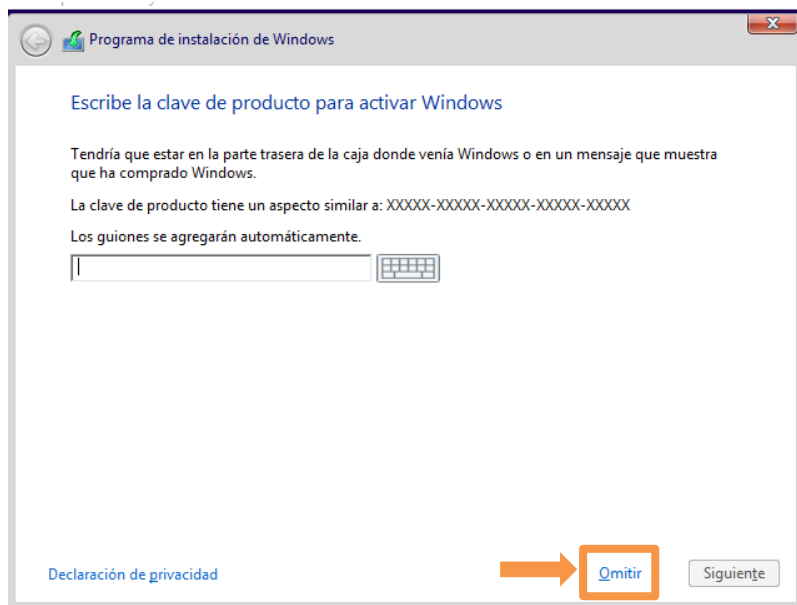 Programa de instalación de Windows
Escribe la clave de producto para activar Windows
Tendría que estar en la parte trasera de la caja donde venía Windows o en un mensaje que muestra
que ha comprado Windows.
La clave de producto tiene un aspecto similar a: XXXXX-XXXXX-XXXXX-XXXXX-XXXXX
Los guiones se agregarán automáticamente.
Declaración de privacidad
Omitir
Siguiente